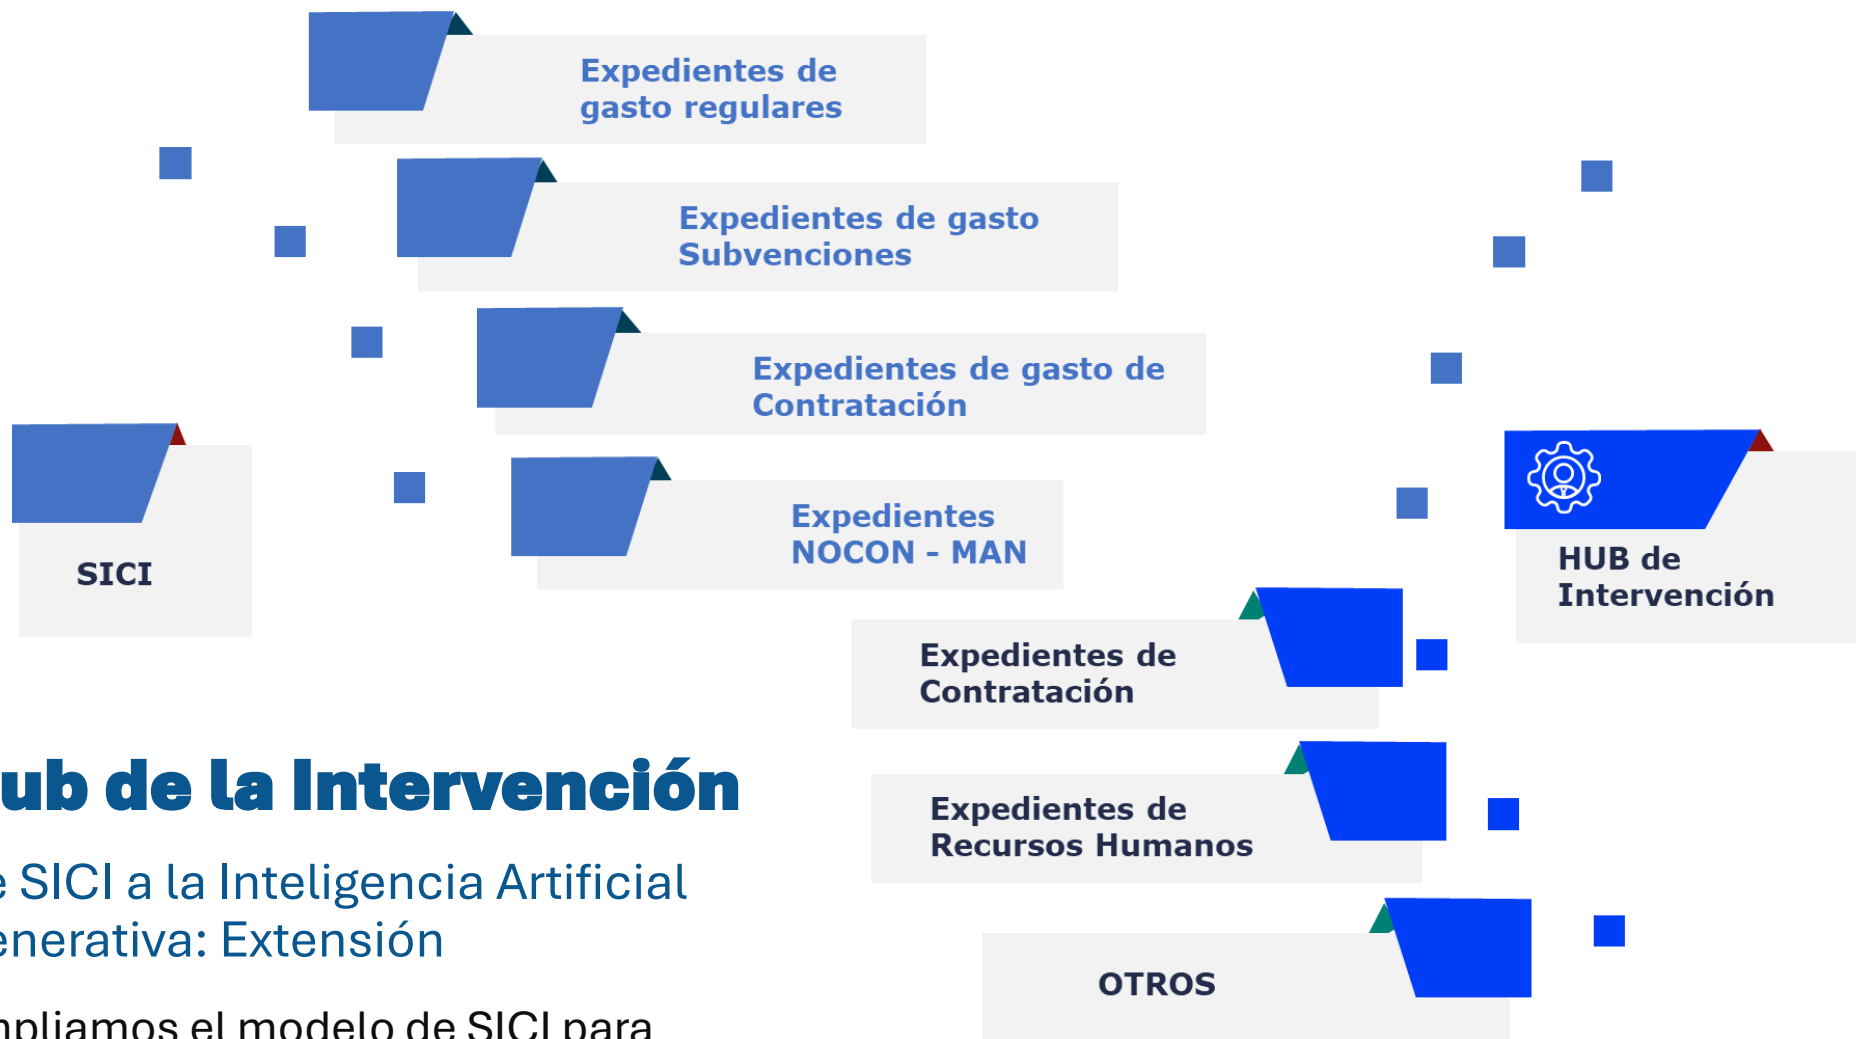 Expedientes de
gasto regulares
Expedientes de gasto
Subvenciones
Expedientes de gasto de
Contratación
Expedientes
NOCON - MAN
SICI
HUB de
Intervención
Expedientes de
Contratación
Expedientes de
Recursos Humanos
OTROS
ub de la Intervención
e SICI a la Inteligencia Artificial
enerativa: Extensión
mpliamos el modelo de SICI para